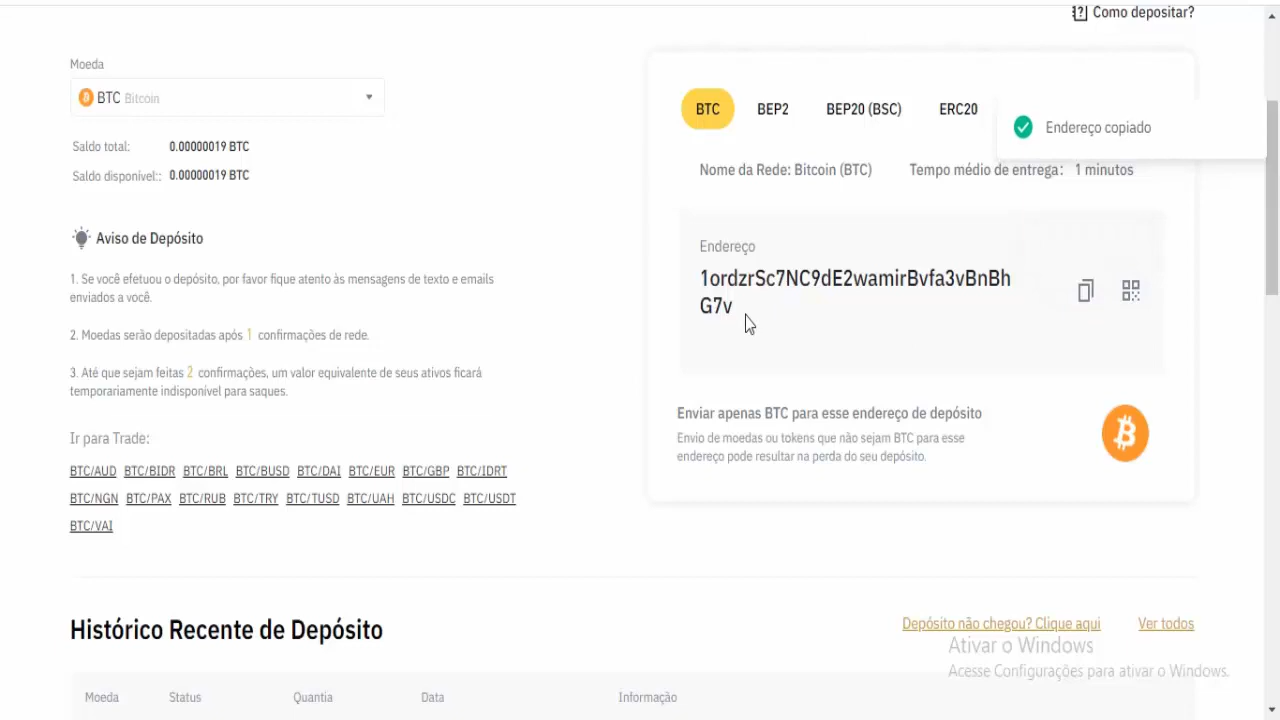 Como depositar?
Moeda
BTC Bitcoin
Saldo total: 0.00000019 BTC
Saldo disponível:: 0.00000019 BTC
Aviso de Depósito
1. Se você efetuou o depósito, por favor fique atento às mensagens de texto e emails
enviados a você.
2. Moedas serão depositadas após 1 confirmações de rede.
3. Até que sejam feitas 2 confirmações, um valor equivalente de seus ativos ficará
temporariamente indisponível para saques.
Ir para Trade:
BTC/AUD BTC/BIDR BTC/BRL BTC/BUSD BTC/DAI BTC/EUR BTC/GBP BTC/IDRT
BTC/NGN BTC/PAX BTC/RUB BTC/TRY BTC/TUSD BTC/UAH BTC/USDC BTC/USDT
BTC/VAI
BTC BEP2 BEP20 (BSC) ERC20
Endereço copiado
Nome da Rede: Bitcoin (BTC) Tempo médio de entrega: 1 minutos
Endereço
1ordzrSc7NC9dE2wamirBvfa3vBnBh
G7v
Enviar apenas BTC para esse endereço de depósito
Envio de moedas ou tokens que não sejam BTC para esse
endereço pode resultar na perda do seu depósito.
Histórico Recente de Depósito
Depósito não chegou? Clique aqui Ver todos
Ativar o Windows
Acesse Configurações para ativar o Windows.
Moeda Status Quantia Data Informação